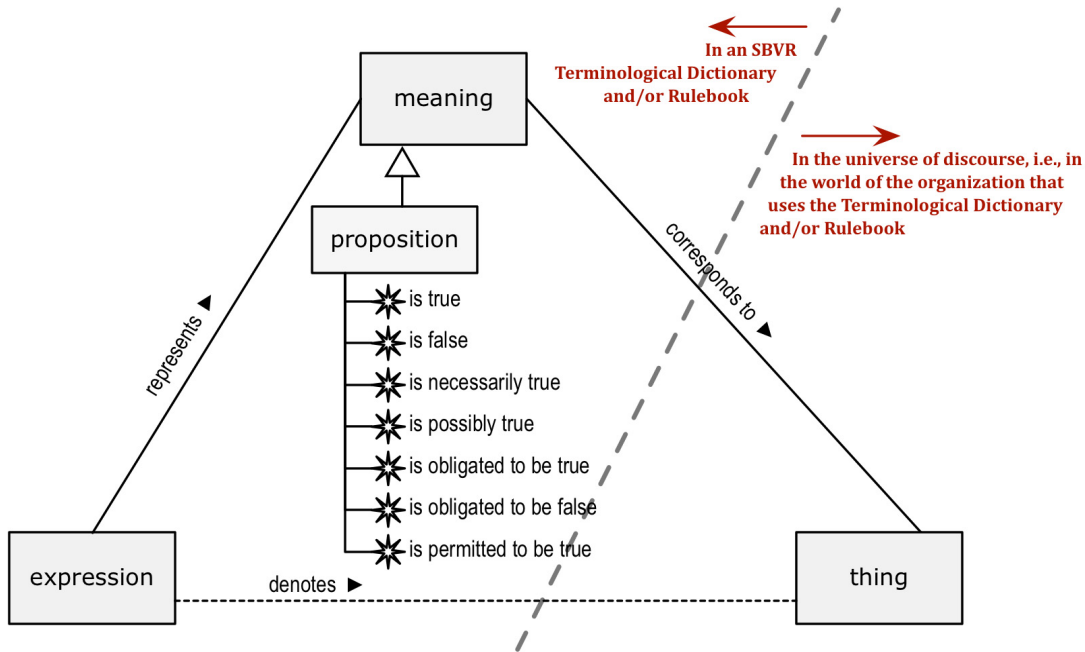 In an SBVR
Terminological Dictionary
and/or Rulebook
meaning
In the universe of discourse, i.e., in
the world of the organization that
uses the Terminological Dictionary
and/or Rulebook
proposition
corresponds to
represents
is true
is false
is necessarily true
is possibly true
is obligated to be true
is obligated to be false
is permitted to be true
expression
denotes
thing